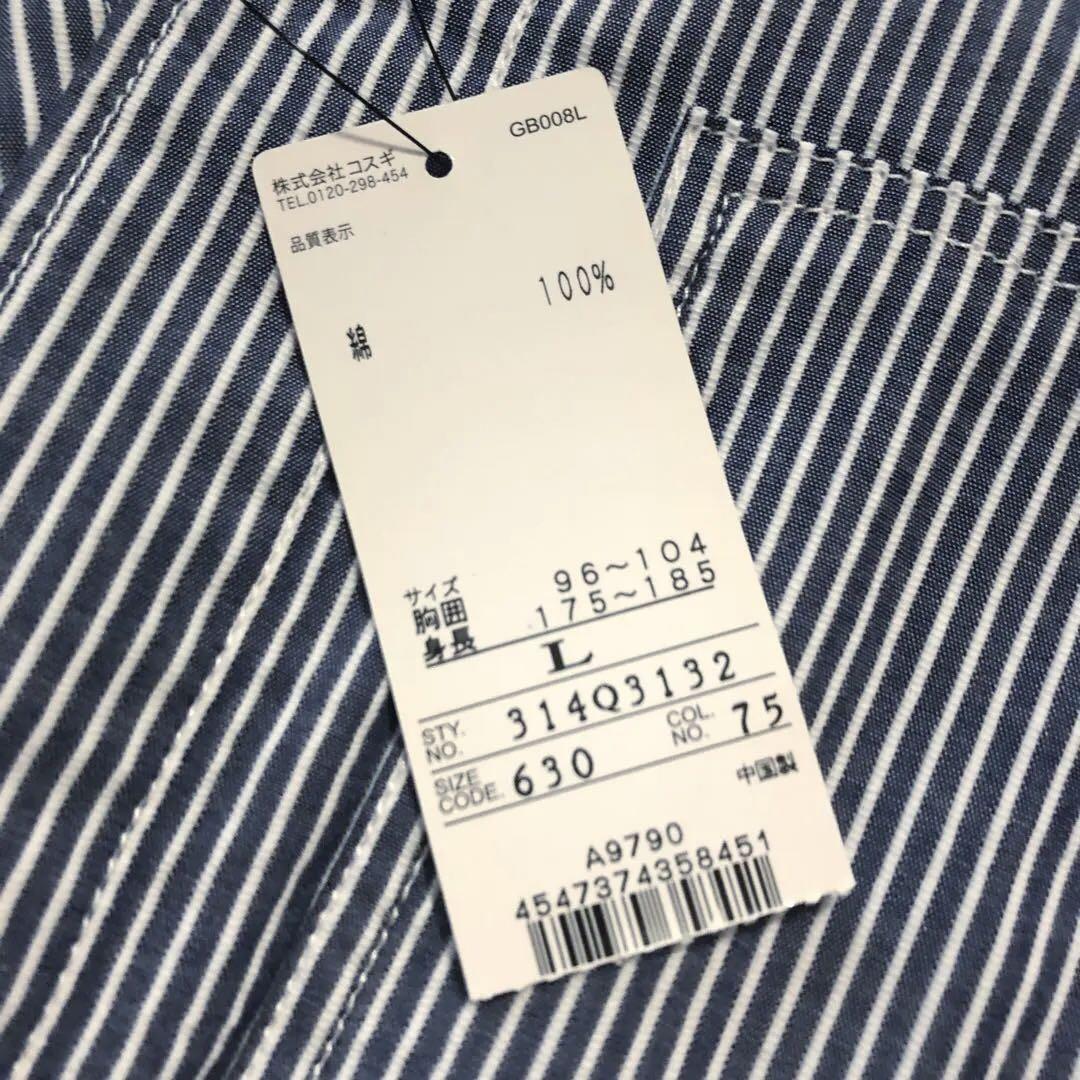 GB008L
株式会社コスギ
TEL.0120-298-454
品質表示
綿 100%
サイズ
胸囲 96～104
身長 175～185
L
STY. NO. 314Q3132
SIZE CODE. 630 COL. NO. 75
中国製
A9790
4547374358451